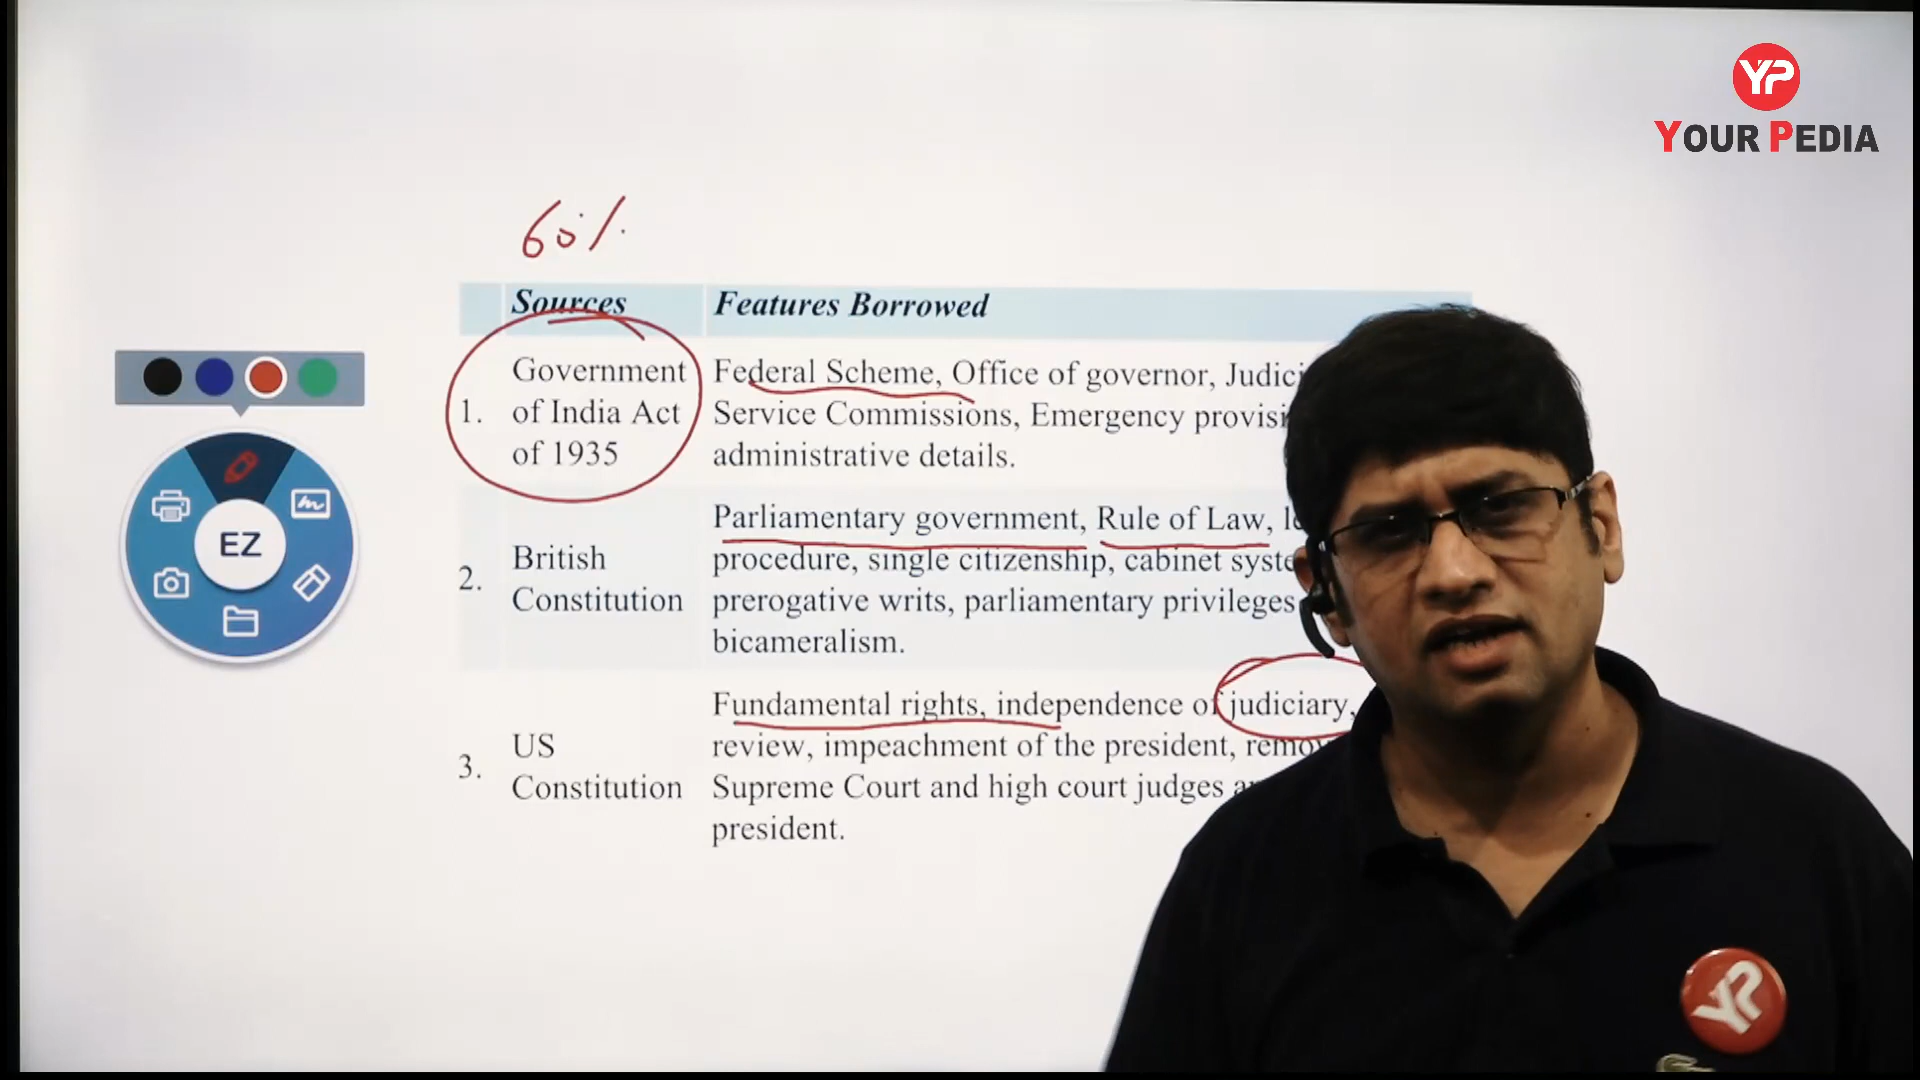 YP
YOUR PEDIA
60%
Sources Features Borrowed
1. Government of India Act of 1935
Federal Scheme, Office of governor,
Service Commissions, Emergency
administrative details.
2. British Constitution
Parliamentary government, Rule of Law,
procedure, single citizenship, cabinet
prerogative writs, parliamentary privileges
bicameralism.
3. US Constitution
Fundamental rights, independence of judiciary,
review, impeachment of the president,
Supreme Court and high court judges
president.
EZ
YP